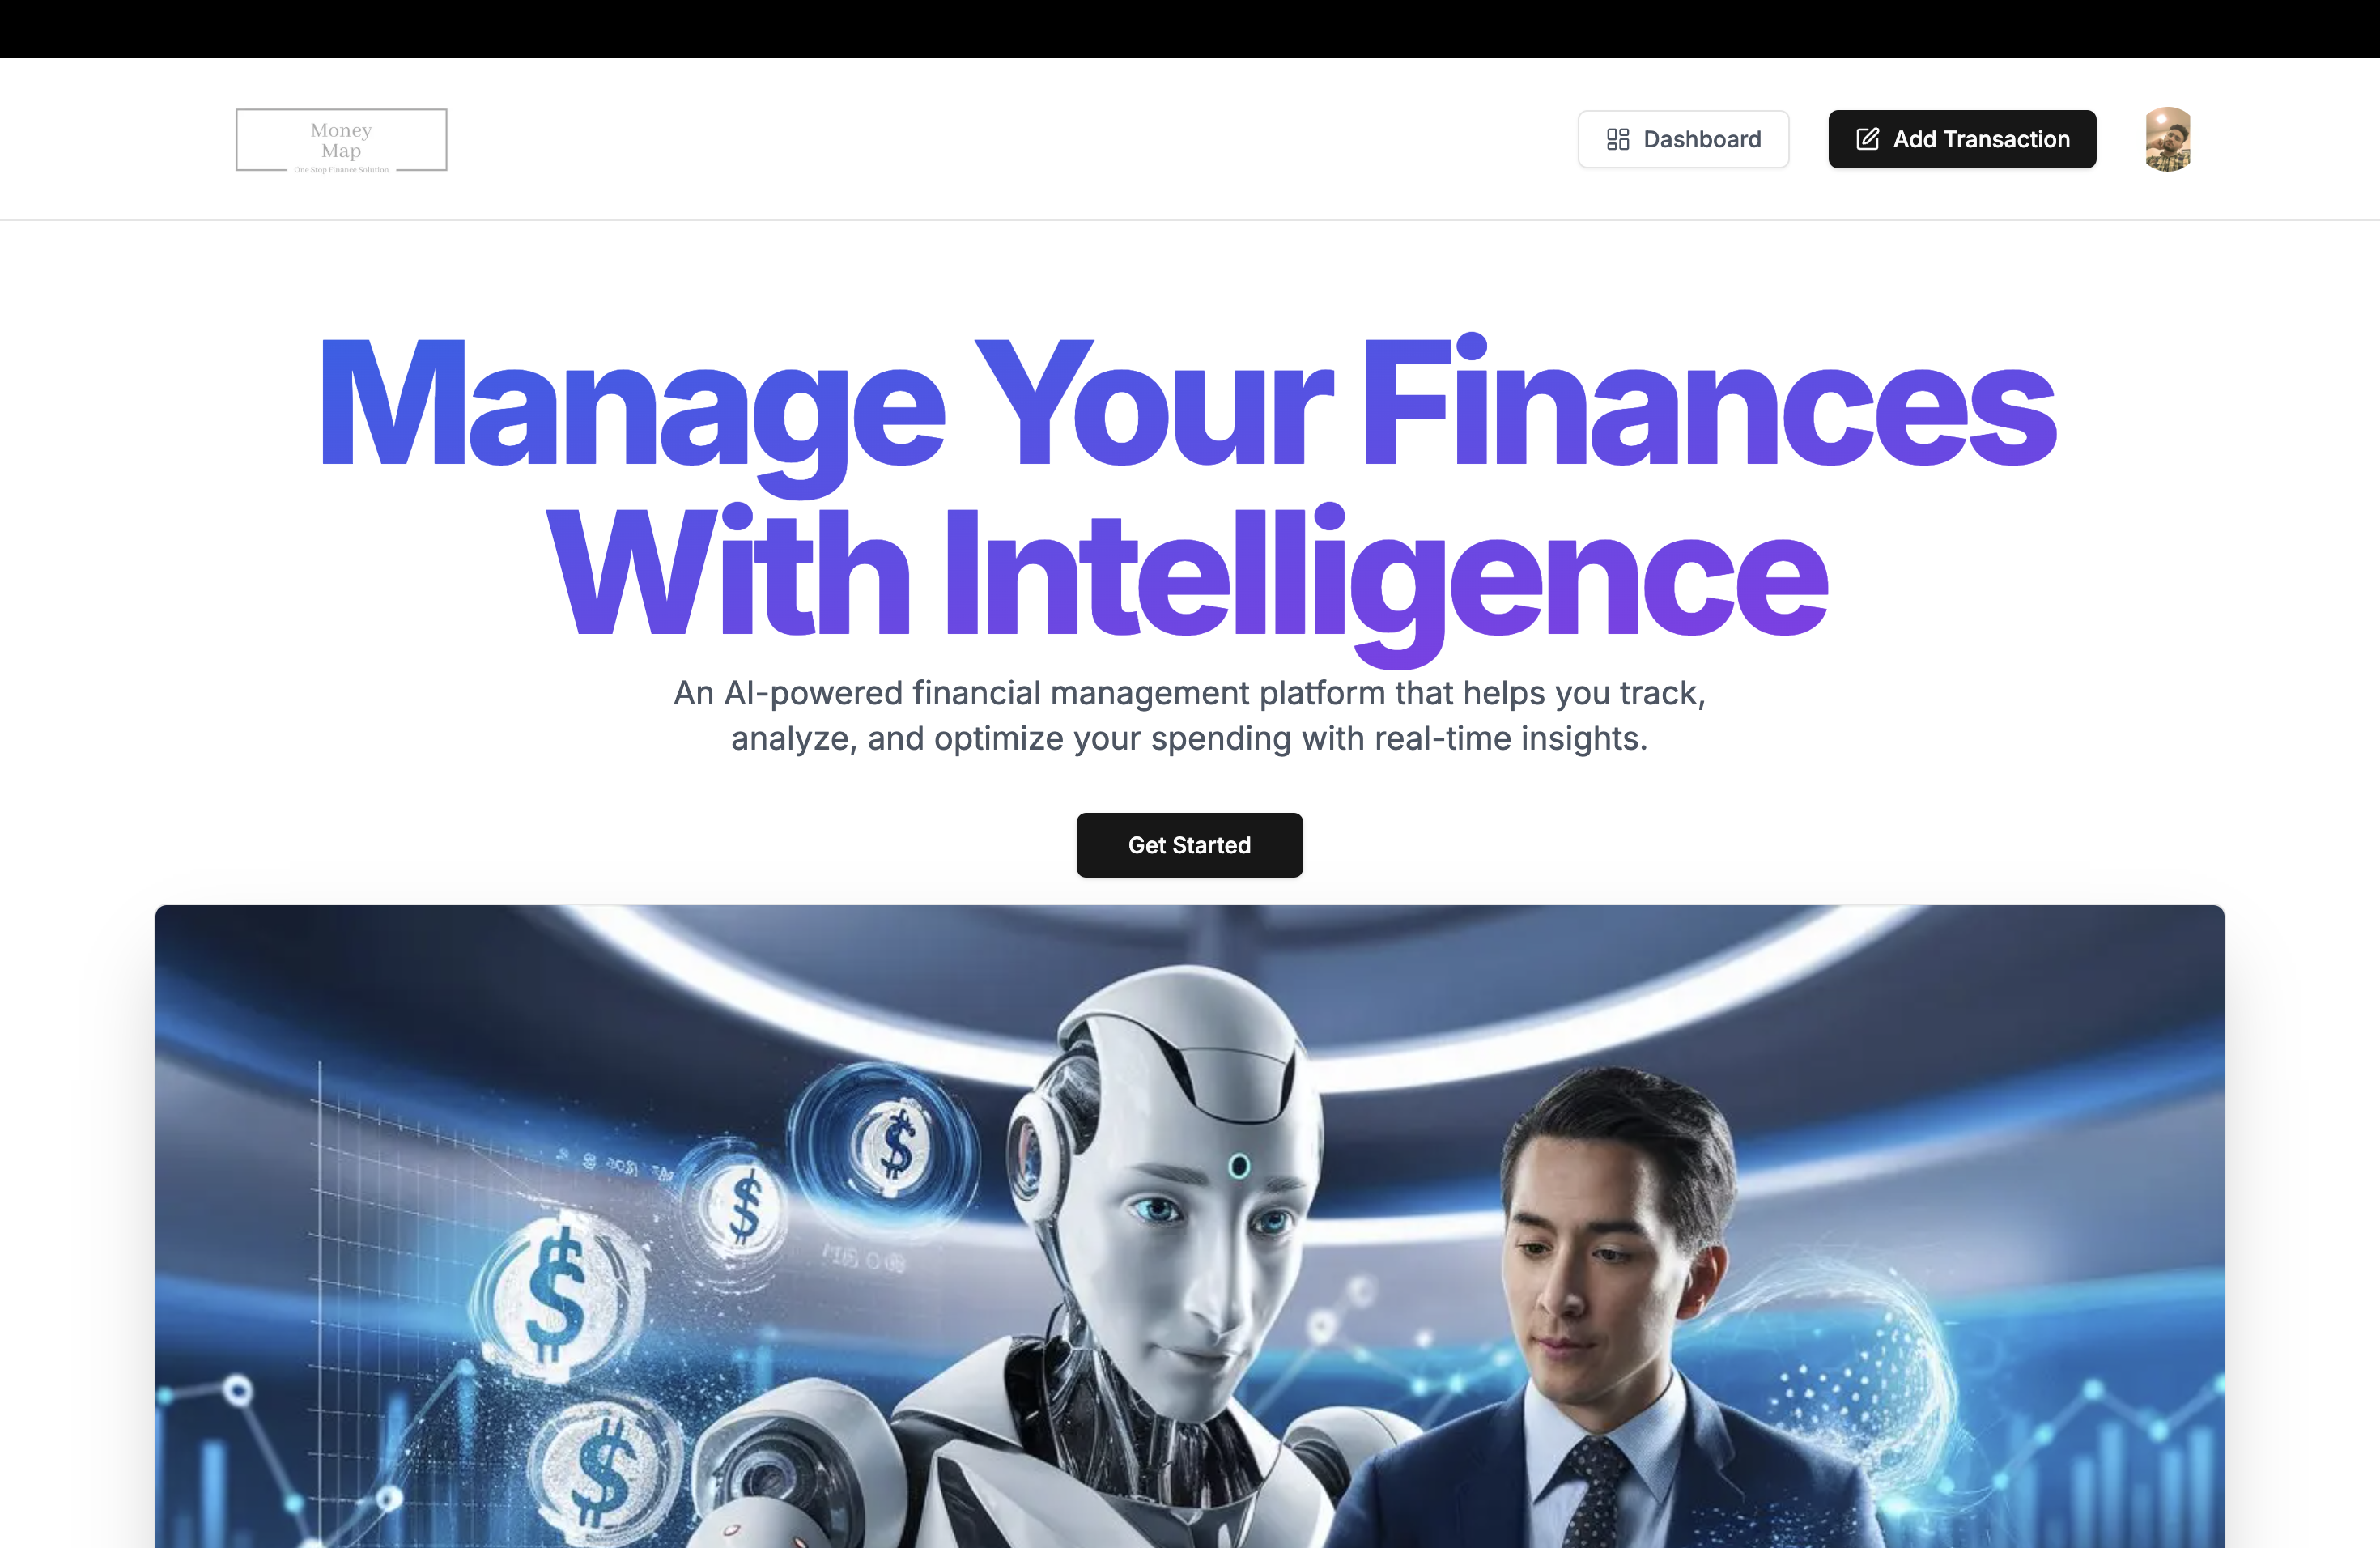 Money
Map
One Stop Finance Solution
Dashboard
Add Transaction
Manage Your Finances
With Intelligence
An AI-powered financial management platform that helps you track,
analyze, and optimize your spending with real-time insights.
Get Started
$
$
$
$